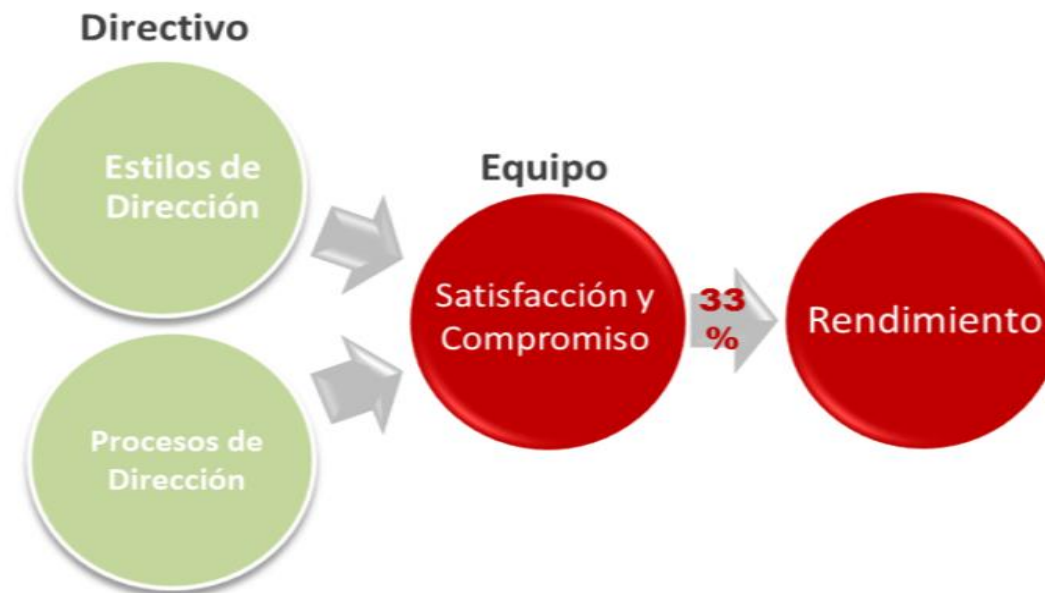 Directivo
Estilos de
Dirección
Procesos de
Dirección
Equipo
Satisfacción y
Compromiso
33
%
Rendimiento